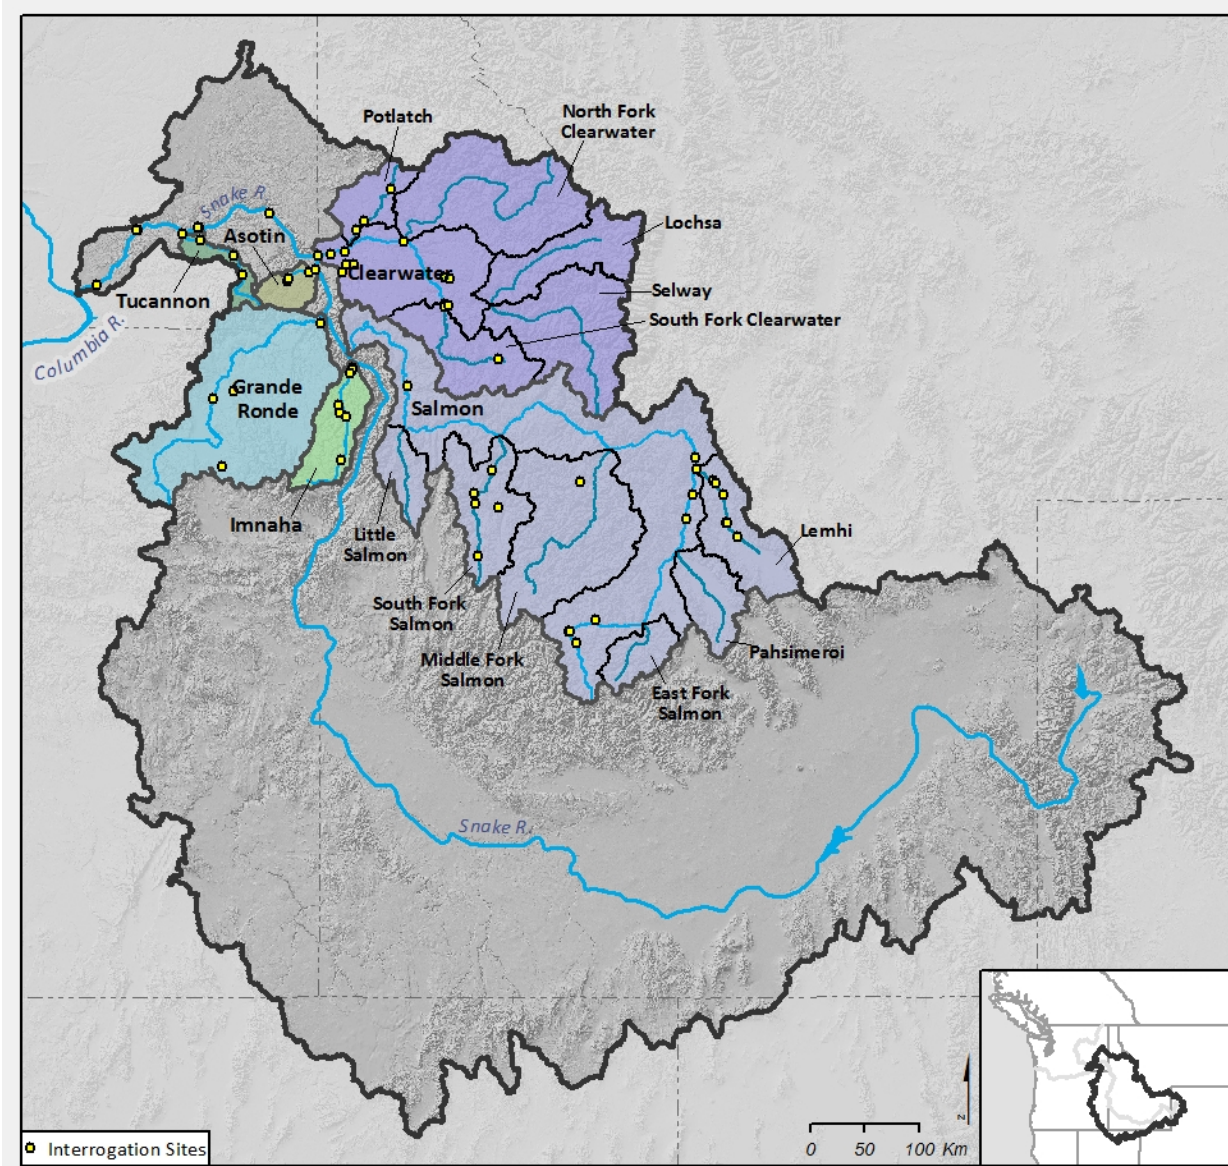 Potlatch
North Fork
Clearwater
Snake R.
Asotin
Lochsa
Clearwater
Tucannon
Selway
South Fork Clearwater
Columbia R.
Grande
Ronde
Salmon
Imnaha
Little
Salmon
Lemhi
South Fork
Salmon
Middle Fork
Salmon
Pahsimeroi
East Fork
Salmon
Snake R.
z
0 50 100 Km
Interrogation Sites